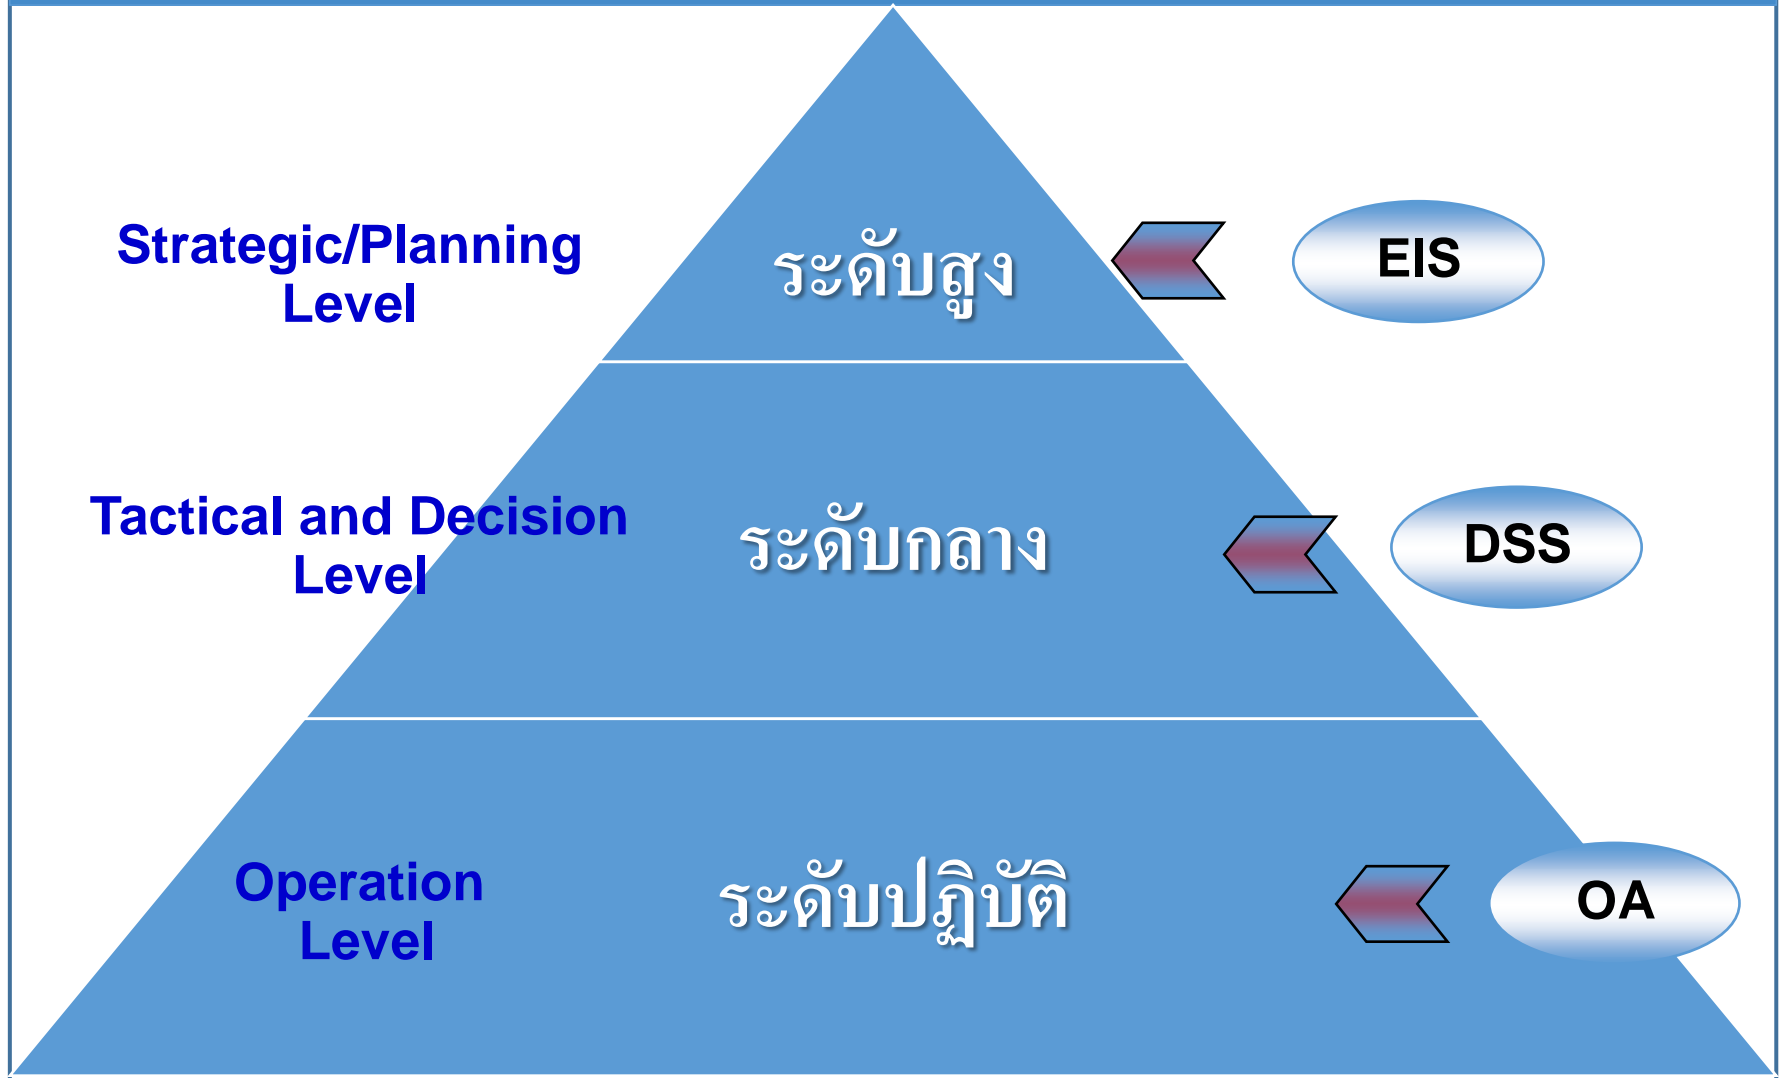 Strategic/Planning
Level
ระดับสูง
EIS
Tactical and Decision
Level
ระดับกลาง
DSS
Operation
Level
ระดับปฏิบัติ
OA